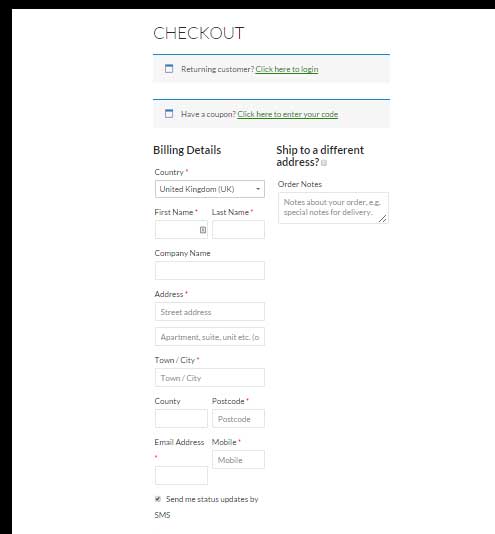 CHECKOUT
Returning customer? Click here to login
Have a coupon? Click here to enter your code
Billing Details
Country *
United Kingdom (UK)
First Name * Last Name *
Company Name
Address *
Street address
Apartment, suite, unit etc. (o
Town / City *
Town / City
County Postcode *
Postcode
Email Address * Mobile *
Mobile
Send me status updates by
SMS
Ship to a different
address?
Order Notes
Notes about your order, e.g.
special notes for delivery.